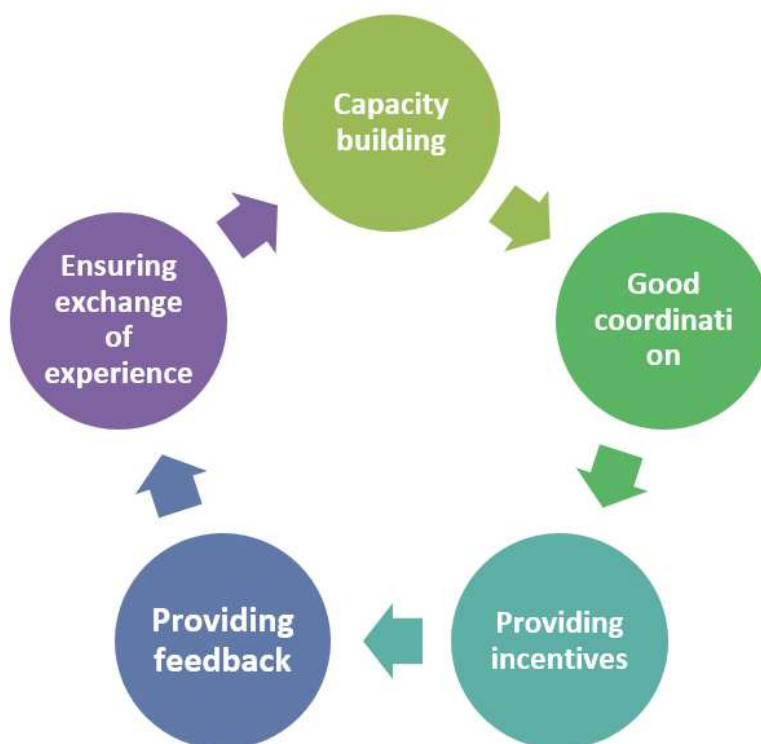 Capacity
building
Good
coordinati
on
Providing
incentives
Providing
feedback
Ensuring
exchange
of
experience